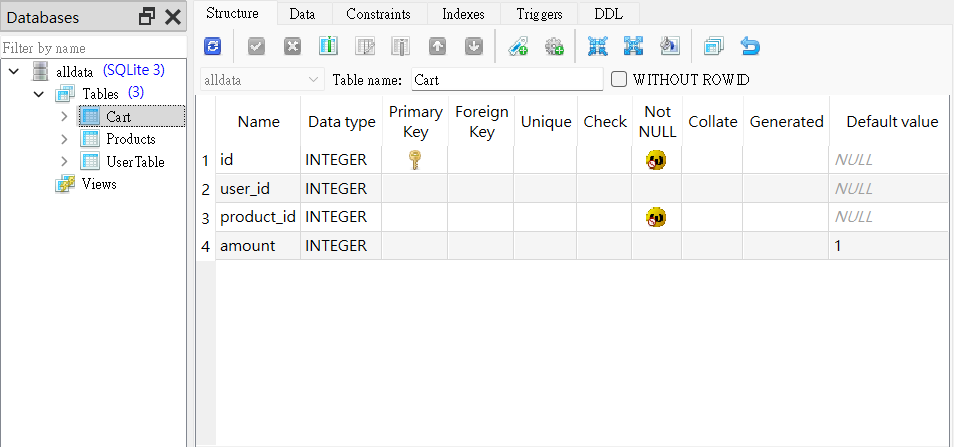 Databases
Filter by name
alldata (SQLite 3)
Tables (3)
Cart
Products
UserTable
Views
Structure Data Constraints Indexes Triggers DDL
alldata Table name: Cart WITHOUT ROWID
Name Data type Primary Key Foreign Key Unique Check Not NULL Collate Generated Default value
1 id INTEGER NULL
2 user_id INTEGER NULL
3 product_id INTEGER NULL
4 amount INTEGER 1